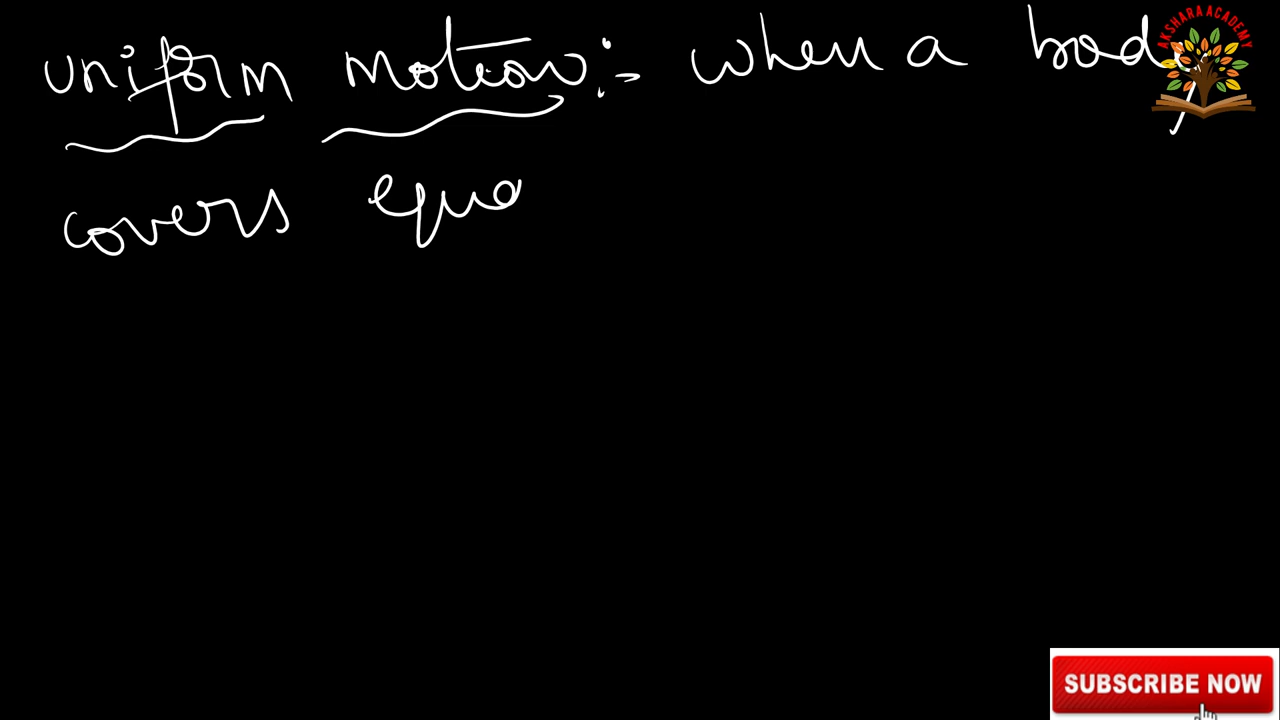 uniform motion:- when a body
covers equa
AKSHARA ACADEMY
SUBSCRIBE NOW